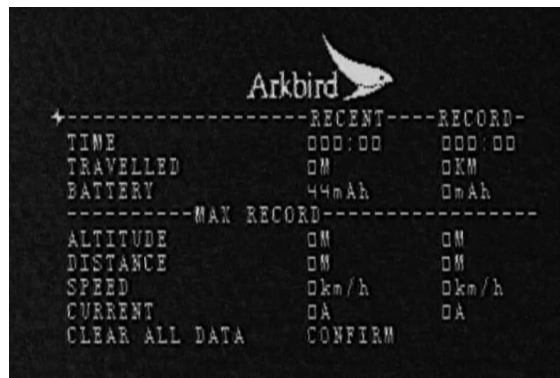 Arkbird
--------------------RECENT----RECORD-
TIME 000:00 000:00
TRAVELLED 0M 0KM
BATTERY 44mAh 0mAh
----------MAX RECORD-----------------
ALTITUDE 0M 0M
DISTANCE 0M 0M
SPEED 0km/h 0km/h
CURRENT 0A 0A
CLEAR ALL DATA CONFIRM